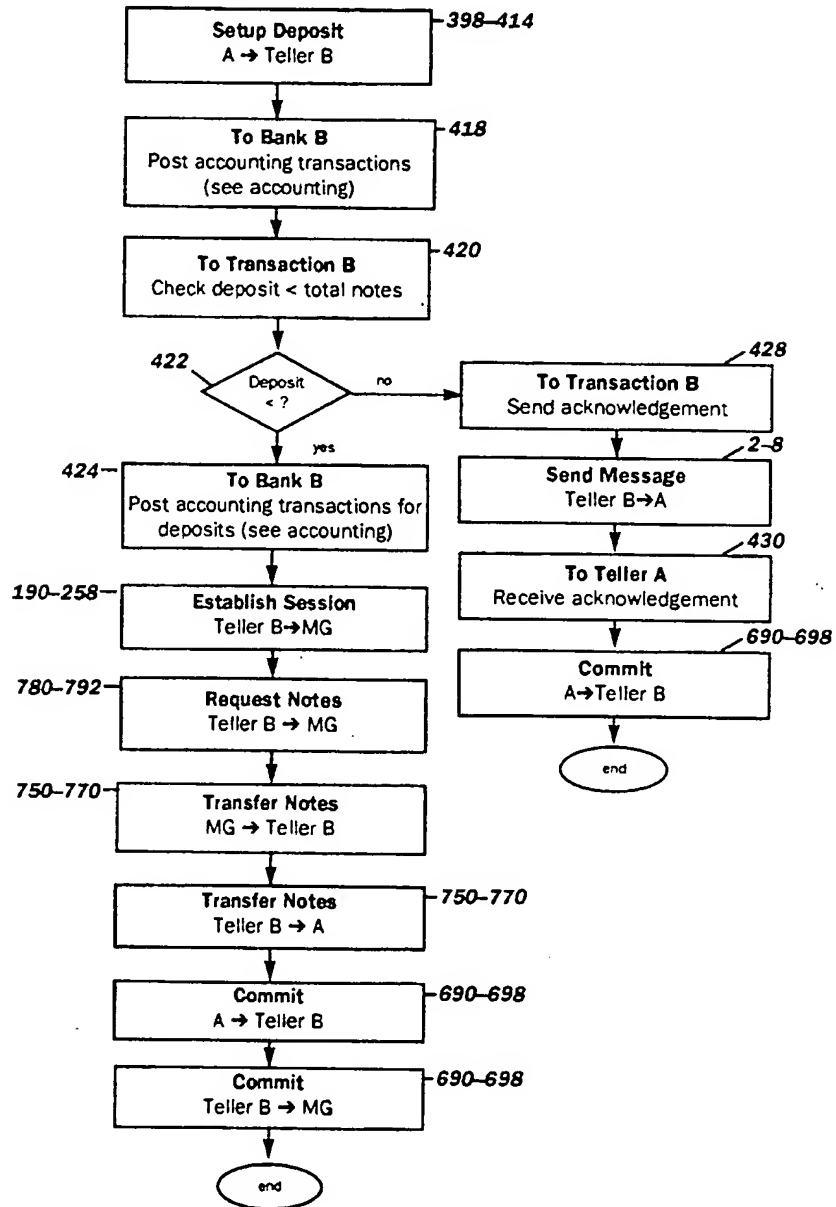 Setup Deposit
A → Teller B
398–414
To Bank B
Post accounting transactions
(see accounting)
418
To Transaction B
Check deposit < total notes
420
422
Deposit
< ?
no
yes
424
To Bank B
Post accounting transactions for
deposits (see accounting)
190–258
Establish Session
Teller B→MG
780–792
Request Notes
Teller B → MG
750–770
Transfer Notes
MG → Teller B
Transfer Notes
Teller B → A
750–770
Commit
A → Teller B
690–698
Commit
Teller B → MG
690–698
end
428
To Transaction B
Send acknowledgement
2–8
Send Message
Teller B→A
430
To Teller A
Receive acknowledgement
690–698
Commit
A→Teller B
end